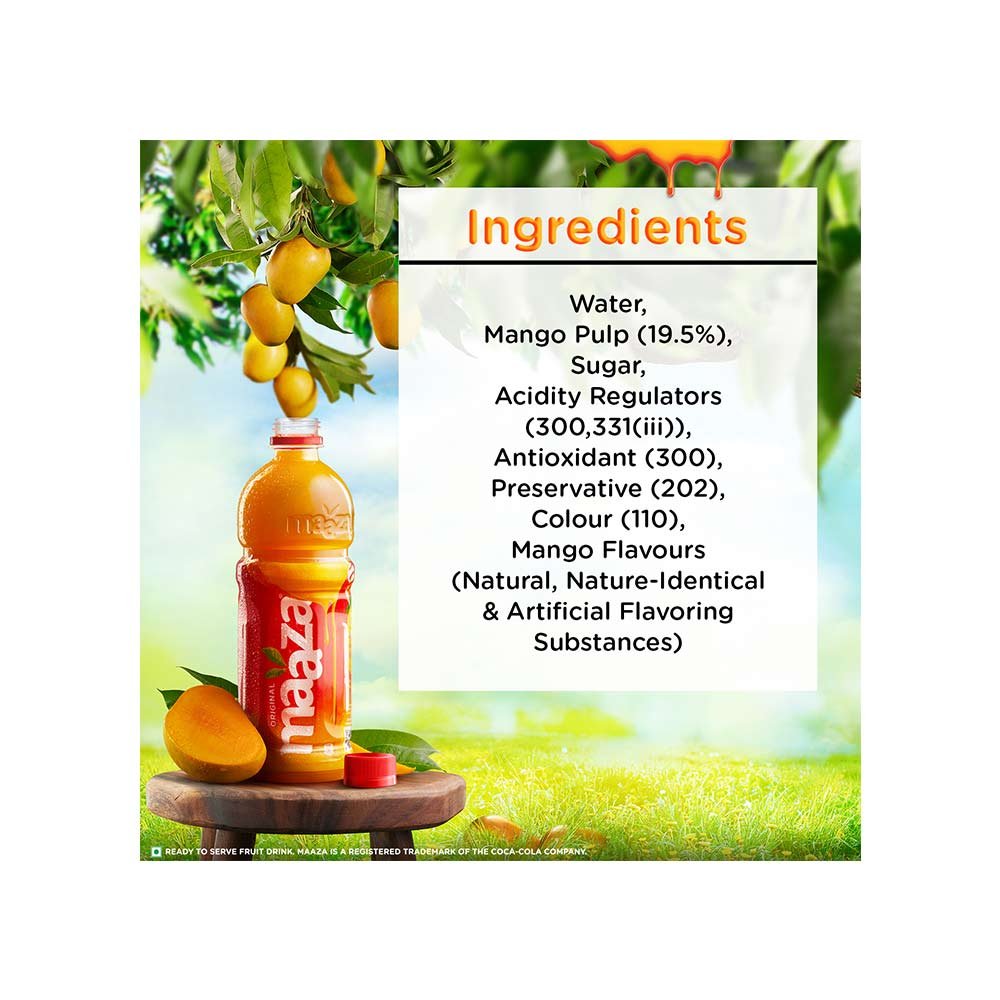 Ingredients
Water,
Mango Pulp (19.5%),
Sugar,
Acidity Regulators
(300,331(iii)),
Antioxidant (300),
Preservative (202),
Colour (110),
Mango Flavours
(Natural, Nature-Identical
& Artificial Flavoring
Substances)
maaza
ORIGINAL
maaza
READY TO SERVE FRUIT DRINK. MAAZA IS A REGISTERED TRADEMARK OF THE COCA-COLA COMPANY.